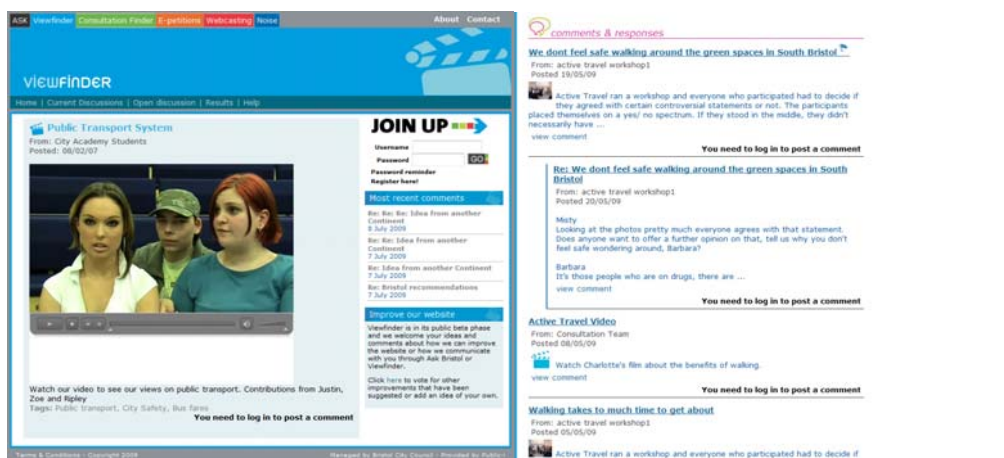 ASK Viewfinder Consultation Finder E-petitions Webcasting Noise
About Contact
VIEWFINDER
Home | Current Discussions | Open discussion | Results | Help
Public Transport System
From: City Academy Students
Posted: 08/02/07
Watch our video to see our views on public transport. Contributions from Justin,
Zoe and Ripley
Tags: Public transport, City Safety, Bus fares
You need to log in to post a comment
JOIN UP
Username
Password
GO
Password reminder
Register here!
Most recent comments
Re: Re: Re: Idea from another
Continent
8 July 2009
Re: Re: Idea from another
Continent
7 July 2009
Re: Idea from another Continent
7 July 2009
Re: Bristol recommendations
7 July 2009
Improve our website
Viewfinder is in its public beta phase
and we welcome your ideas and
comments about how we can improve
the website or how we communicate
with you through Ask Bristol or
Viewfinder.
Click here to vote for other
improvements that have been
suggested or add an idea of your own.
Terms & Conditions - Copyright 2009
Managed by Bristol City Council - Provided by Public-i
comments & responses
We dont feel safe walking around the green spaces in South Bristol
From: active travel workshop1
Posted 19/05/09
Active Travel ran a workshop and everyone who participated had to decide if
they agreed with certain controversial statements or not. The participants
placed themselves on a yes/ no spectrum. If they stood in the middle, they didn't
necessarily have ...
view comment
You need to log in to post a comment
Re: We dont feel safe walking around the green spaces in South
Bristol
From: active travel workshop1
Posted 20/05/09
Misty
Looking at the photos pretty much everyone agrees with that statement.
Does anyone want to offer a further opinion on that, tell us why you don't
feel safe wondering around, Barbara?
Barbara
It's those people who are on drugs, there are ...
view comment
You need to log in to post a comment
Active Travel Video
From: Consultation Team
Posted 08/05/09
Watch Charlotte's film about the benefits of walking.
view comment
You need to log in to post a comment
Walking takes to much time to get about
From: active travel workshop1
Posted 05/05/09
Active Travel ran a workshop and everyone who participated had to decide if